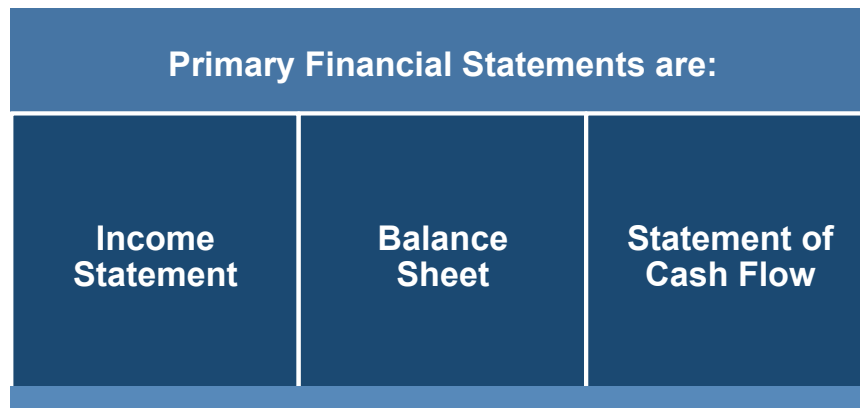 Primary Financial Statements are:
Income
Statement
Balance
Sheet
Statement of
Cash Flow